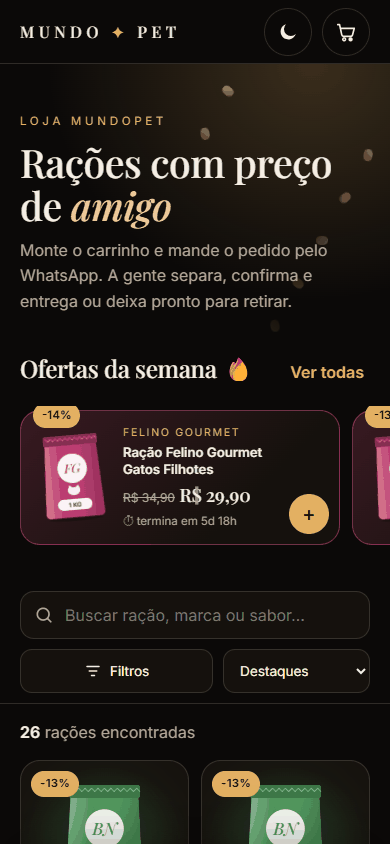 MUNDO ✦ PET
LOJA MUNDOPET
Rações com preço
de amigo
Monte o carrinho e mande o pedido pelo
WhatsApp. A gente separa, confirma e
entrega ou deixa pronto para retirar.
Ofertas da semana
Ver todas
-14%
FELINO GOURMET
Ração Felino Gourmet
Gatos Filhotes
R$ 34,90 R$ 29,90
termina em 5d 18h
+
FG
1 KG
-13
Buscar ração, marca ou sabor...
Filtros
Destaques
26 rações encontradas
-13%
BN
-13%
BN